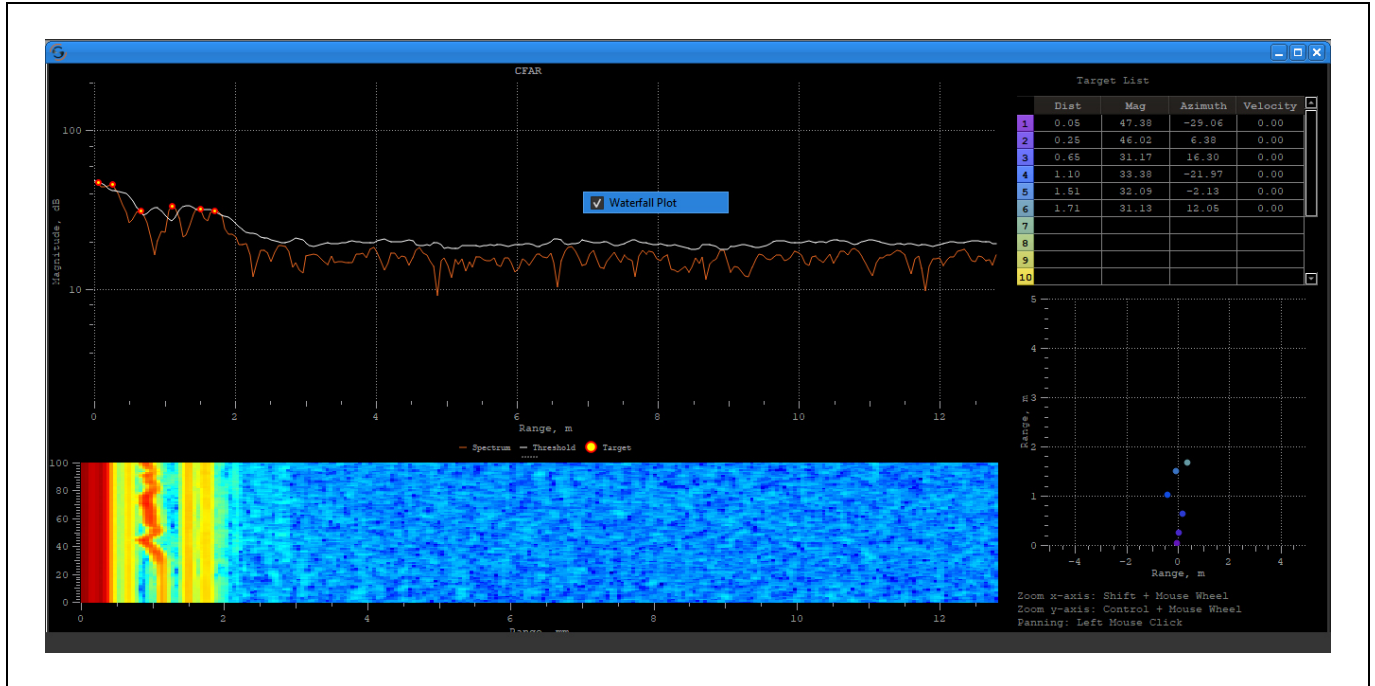 CFAR
100
10
Magnitude, dB
Waterfall Plot
0 2 4 6 8 10 12
Range, m
Spectrum Threshold Target
100
80
60
40
20
0
0 2 4 6 8 10 12
Target List
Dist Mag Azimuth Velocity
1 0.05 47.38 -29.06 0.00
2 0.25 46.02 6.38 0.00
3 0.65 31.17 16.30 0.00
4 1.10 33.38 -21.97 0.00
5 1.51 32.09 -2.13 0.00
6 1.71 31.13 12.05 0.00
7
8
9
10
5
4
3
2
1
0
Range, m
-4 -2 0 2 4
Range, m
Zoom x-axis: Shift + Mouse Wheel
Zoom y-axis: Control + Mouse Wheel
Panning: Left Mouse Click